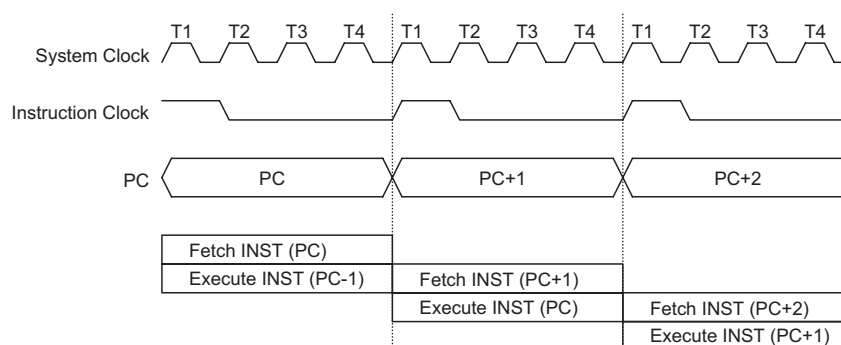 T1 T2 T3 T4 T1 T2 T3 T4 T1 T2 T3 T4
System Clock
Instruction Clock
PC PC PC+1 PC+2
Fetch INST (PC)
Execute INST (PC-1) Fetch INST (PC+1)
Execute INST (PC) Fetch INST (PC+2)
Execute INST (PC+1)